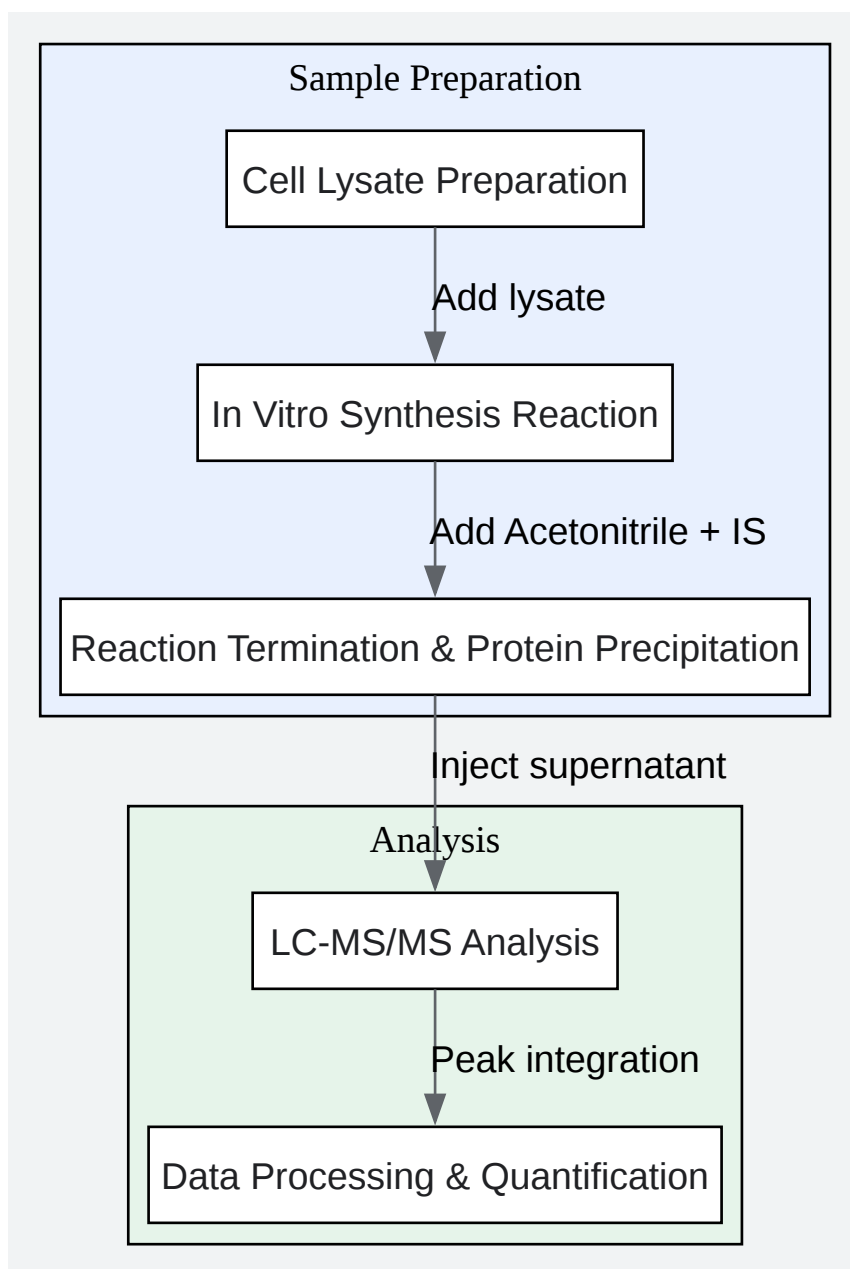 Sample Preparation
Cell Lysate Preparation
Add lysate
In Vitro Synthesis Reaction
Add Acetonitrile + IS
Reaction Termination & Protein Precipitation
Inject supernatant
Analysis
LC-MS/MS Analysis
Peak integration
Data Processing & Quantification